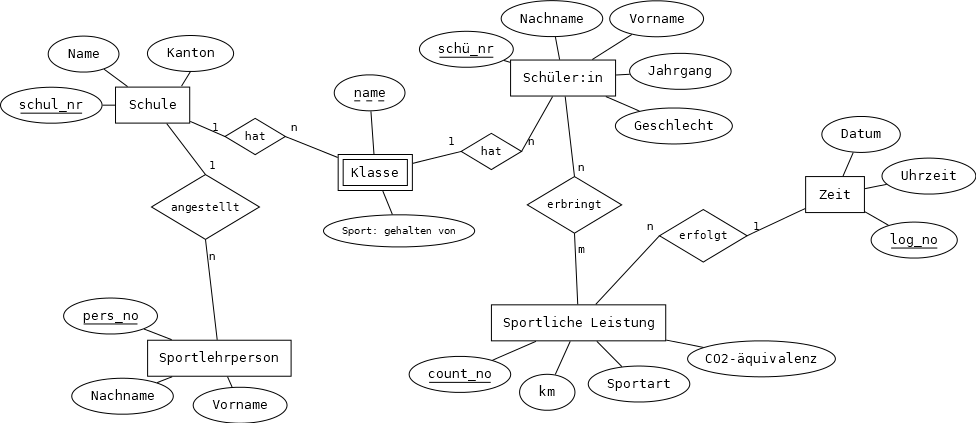 Nachname
Vorname
Name
Kanton
schü_nr
Schüler:in
Jahrgang
schul_nr
Schule
name
Geschlecht
1
hat
n
1
hat
n
Datum
Klasse
1
n
Uhrzeit
Zeit
angestellt
erbringt
Sport: gehalten von
n
erfolgt
1
log_no
n
m
pers_no
Sportliche Leistung
Sportlehrperson
CO2-äquivalenz
count_no
Sportart
km
Nachname
Vorname